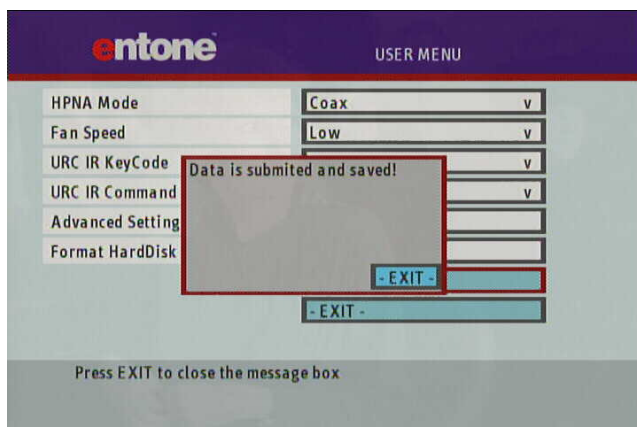 entone
USER MENU
HPNA Mode
Coax v
Fan Speed
Low v
URC IR KeyCode
v
URC IR Command
v
Advanced Setting
Format HardDisk
Data is submited and saved!
- EXIT -
- EXIT -
Press EXIT to close the message box